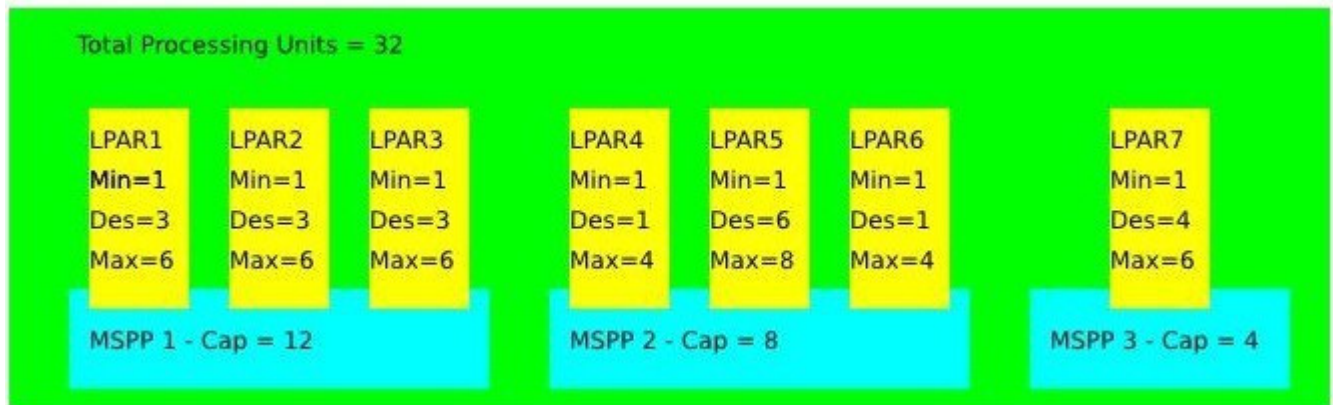 Total Processing Units = 32
LPAR1
Min=1
Des=3
Max=6
LPAR2
Min=1
Des=3
Max=6
LPAR3
Min=1
Des=3
Max=6
MSPP 1 - Cap = 12
LPAR4
Min=1
Des=1
Max=4
LPAR5
Min=1
Des=6
Max=8
LPAR6
Min=1
Des=1
Max=4
MSPP 2 - Cap = 8
LPAR7
Min=1
Des=4
Max=6
MSPP 3 - Cap = 4